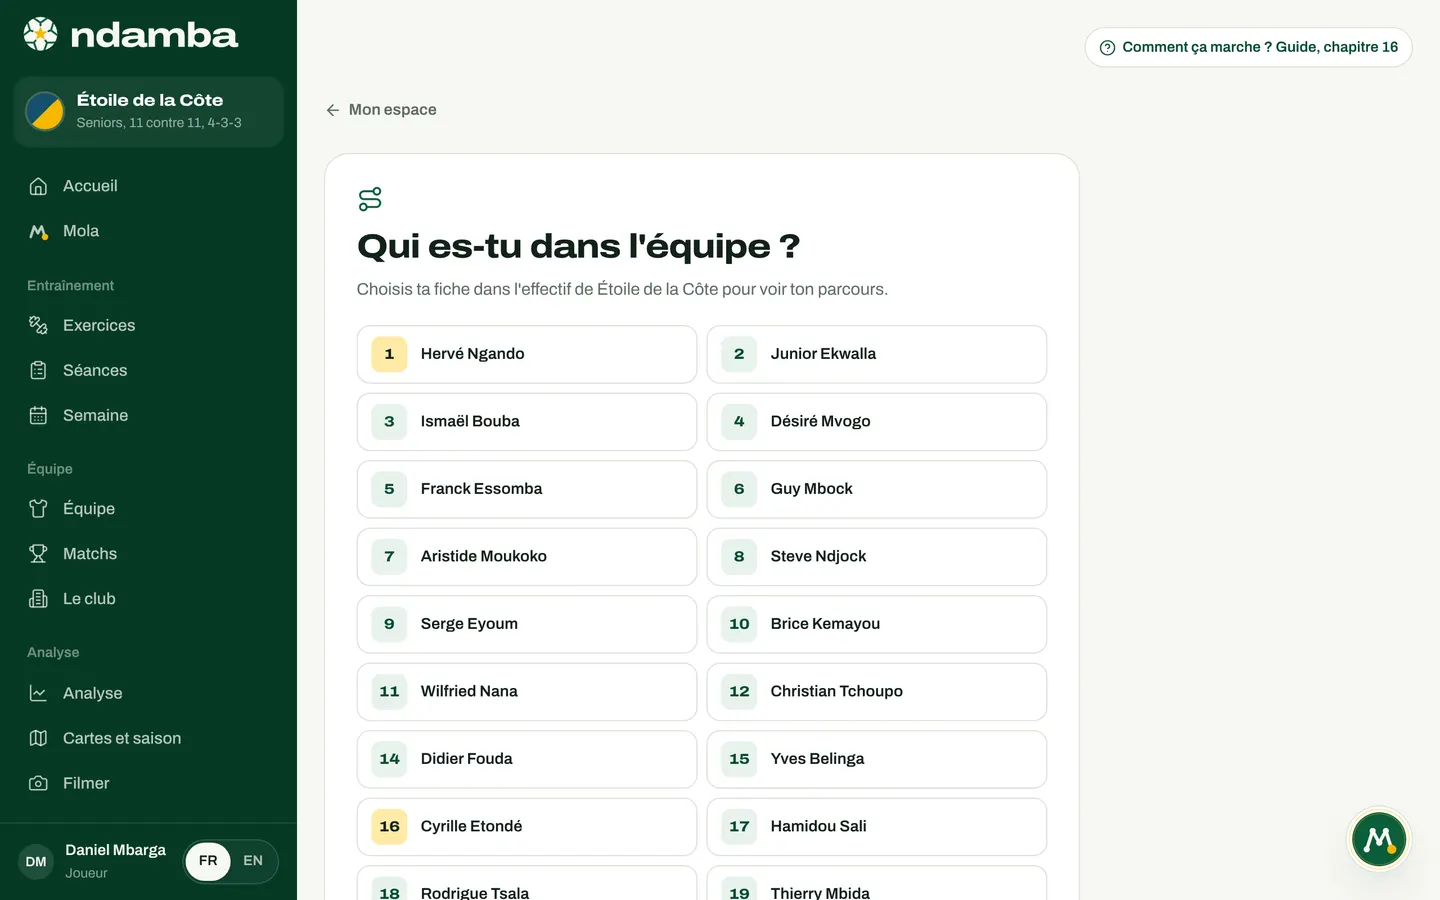 ndamba
Étoile de la Côte
Seniors, 11 contre 11, 4-3-3
Accueil
Mola
Entraînement
Exercices
Séances
Semaine
Équipe
Équipe
Matchs
Le club
Analyse
Analyse
Cartes et saison
Filmer
DM
Daniel Mbarga
Joueur
FR
EN
Comment ça marche ? Guide, chapitre 16
Mon espace
Qui es-tu dans l'équipe ?
Choisis ta fiche dans l'effectif de Étoile de la Côte pour voir ton parcours.
1 Hervé Ngando
2 Junior Ekwalla
3 Ismaël Bouba
4 Désiré Mvogo
5 Franck Essomba
6 Guy Mbock
7 Aristide Moukoko
8 Steve Ndjock
9 Serge Eyoum
10 Brice Kemayou
11 Wilfried Nana
12 Christian Tchoupo
14 Didier Fouda
15 Yves Belinga
16 Cyrille Etondé
17 Hamidou Sali
18 Rodrigue Tsala
19 Thierry Mbida